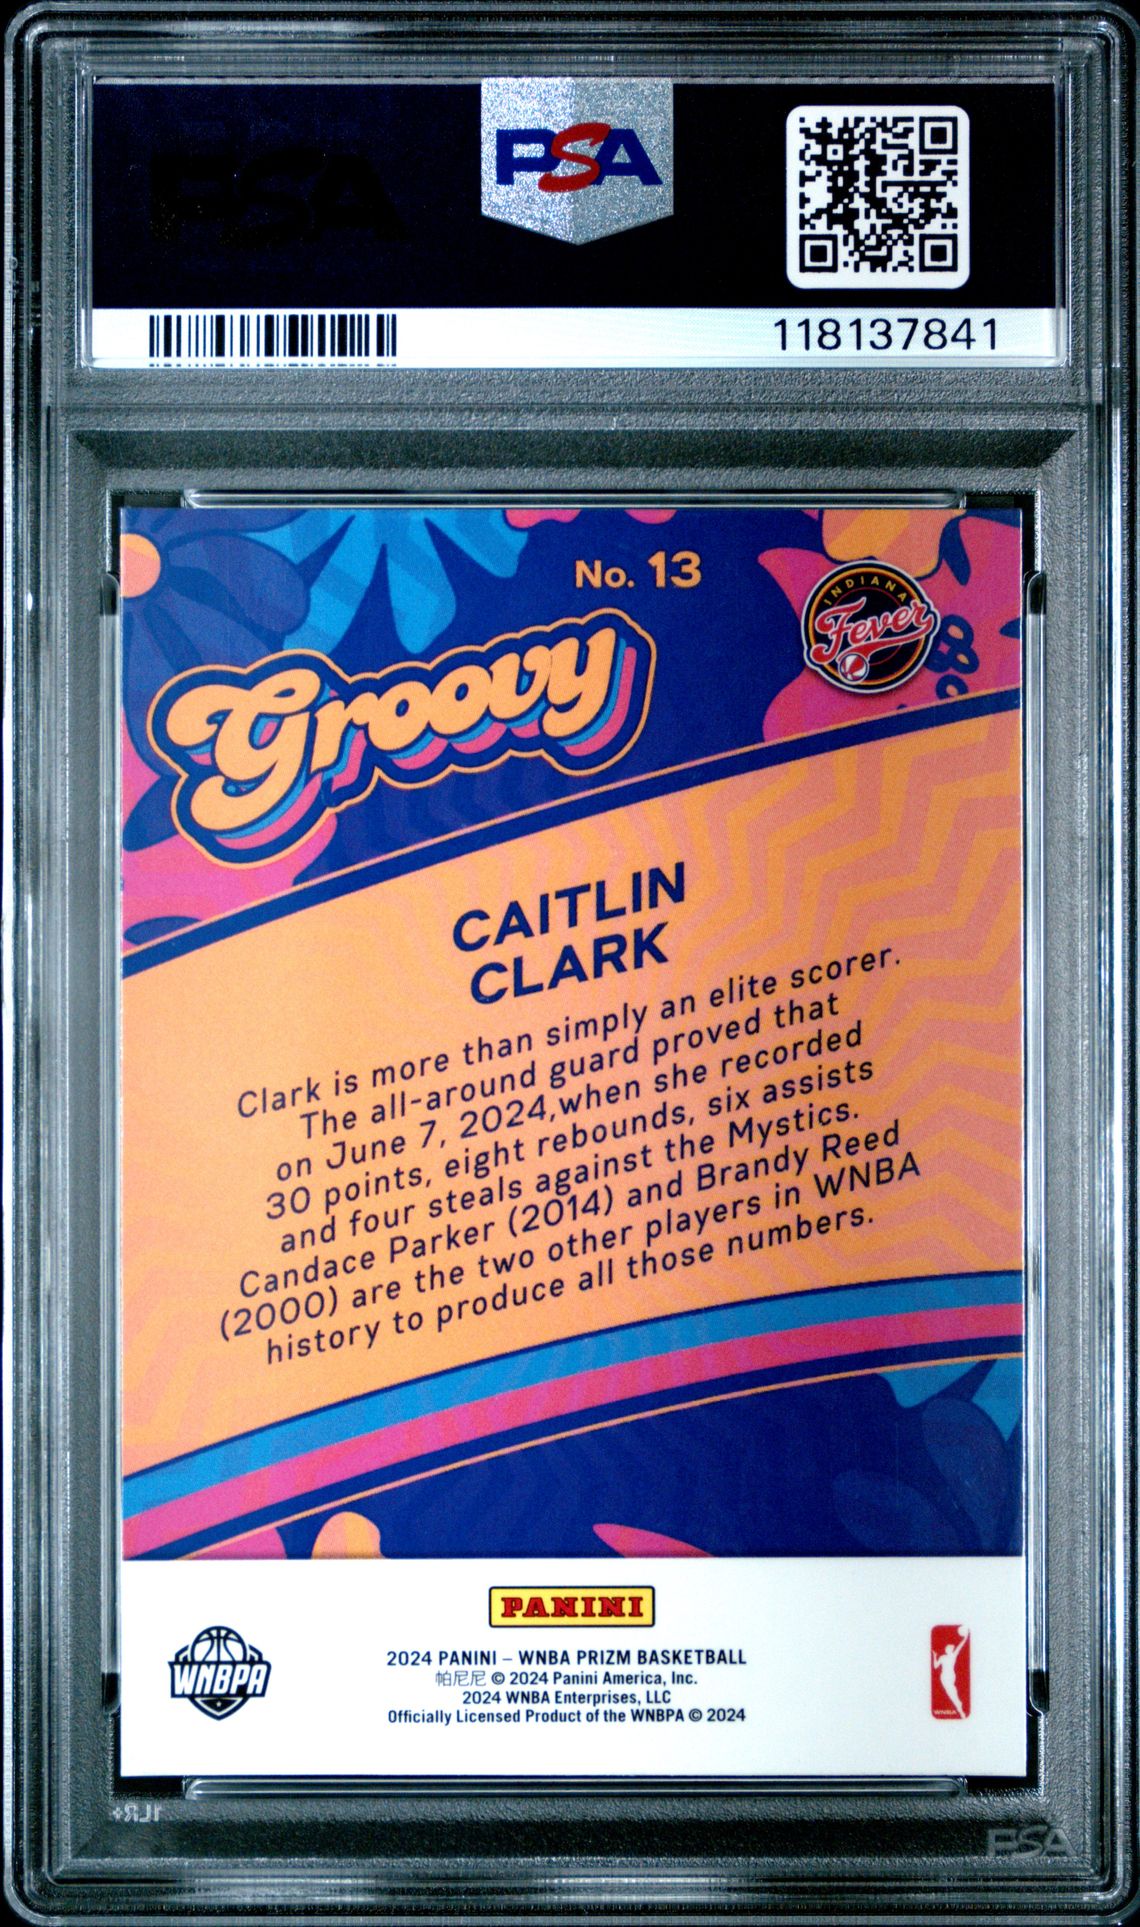 PSA
118137841
No. 13
INDIANA
Fever
Groovy
CAITLIN
CLARK
Clark is more than simply an elite scorer.
The all-around guard proved that
on June 7, 2024,when she recorded
30 points, eight rebounds, six assists
and four steals against the Mystics.
Candace Parker (2014) and Brandy Reed
(2000) are the two other players in WNBA
history to produce all those numbers.
PANINI
WNBPA
2024 PANINI – WNBA PRIZM BASKETBALL
帕尼尼 © 2024 Panini America, Inc.
2024 WNBA Enterprises, LLC
Officially Licensed Product of the WNBPA © 2024
WNBA
1LR+
PSA